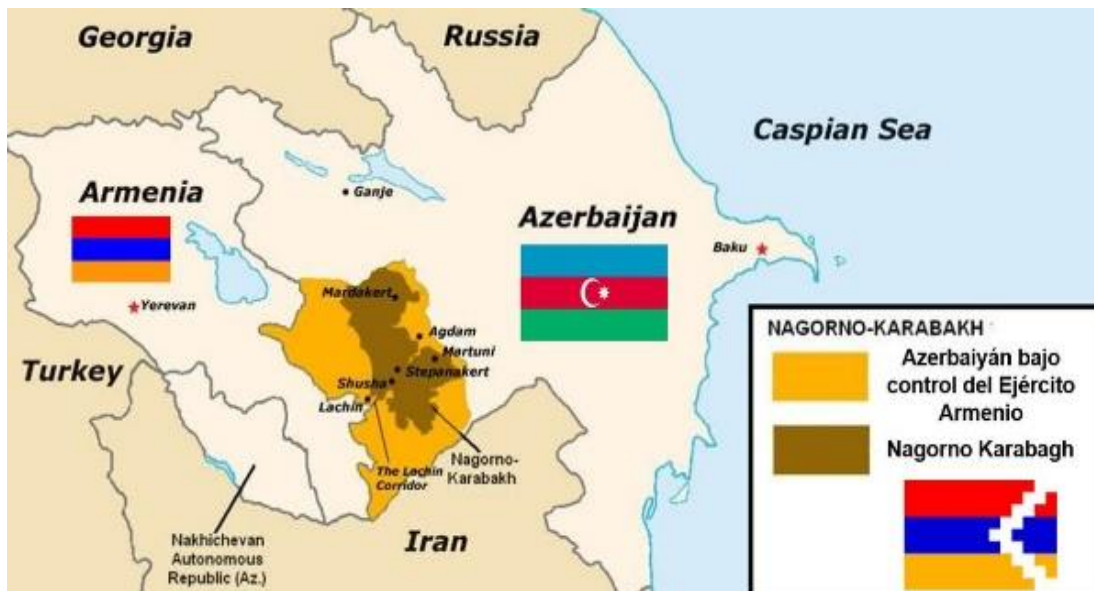 Georgia
Russia
Caspian Sea
Armenia
Ganje
Azerbaijan
Baku
Mardakert
Yerevan
Agdam
Martuni
Stepanakert
Shusha
Lachin
Turkey
The Lachin
Corridor
Nagorno-
Karabakh
Iran
Nakhichevan
Autonomous
Republic (Az.)
NAGORNO-KARABAKH
Azerbaiyán bajo
control del Ejército
Armenio
Nagorno Karabagh